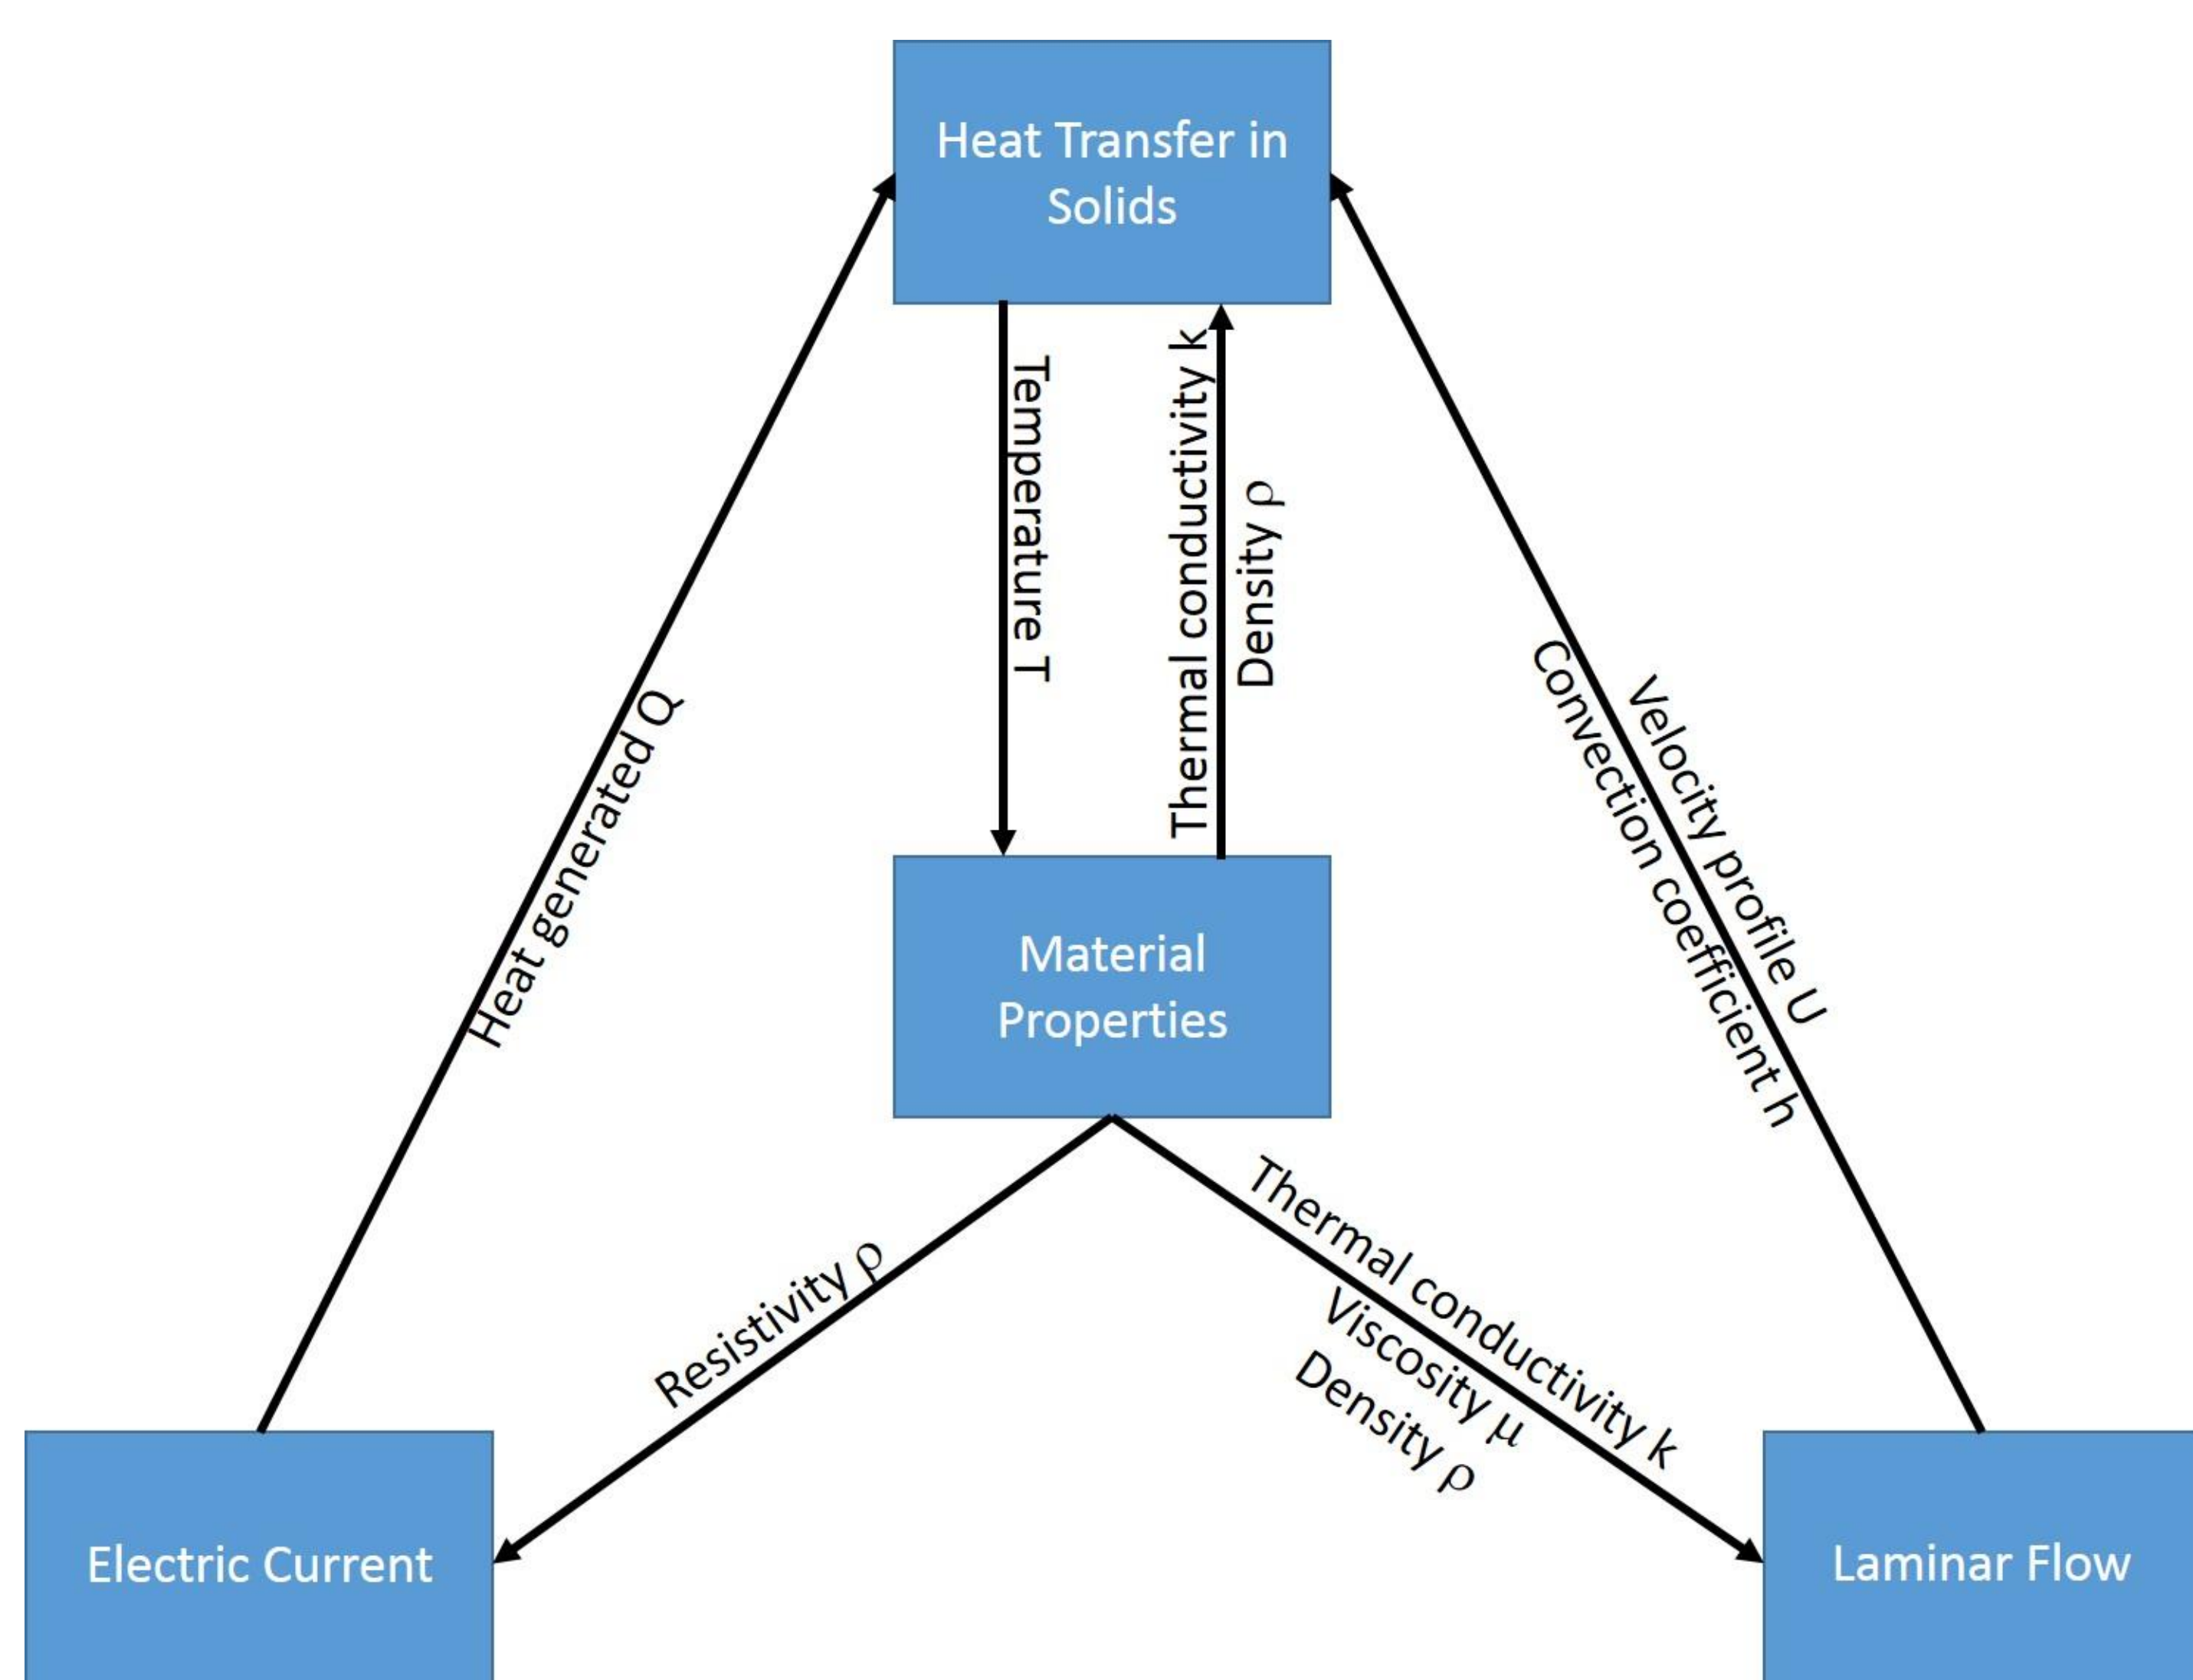 Heat Transfer in
Solids
Temperature T
Thermal conductivity k
Density ρ
Heat generated Q
Velocity profile U
Convection coefficient h
Material
Properties
Resistivity ρ
Thermal conductivity k
Viscosity μ
Density ρ
Electric Current
Laminar Flow